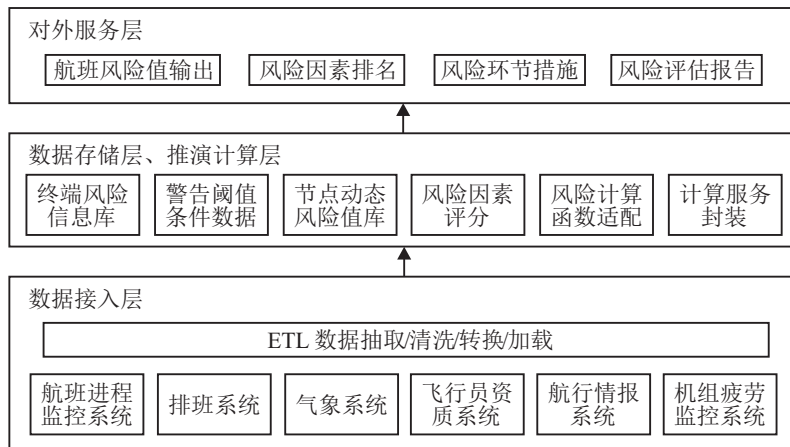 对外服务层
航班风险值输出 风险因素排名 风险环节措施 风险评估报告
数据存储层、推演计算层
终端风险 警告阈值 节点动态 风险因素 风险计算 计算服务
信息库 条件数据 风险值库 评分 函数适配 封装
数据接入层
ETL 数据抽取/清洗/转换/加载
航班进程 排班系统 气象系统 飞行员资 航行情报 机组疲劳
监控系统 质系统 系统 监控系统